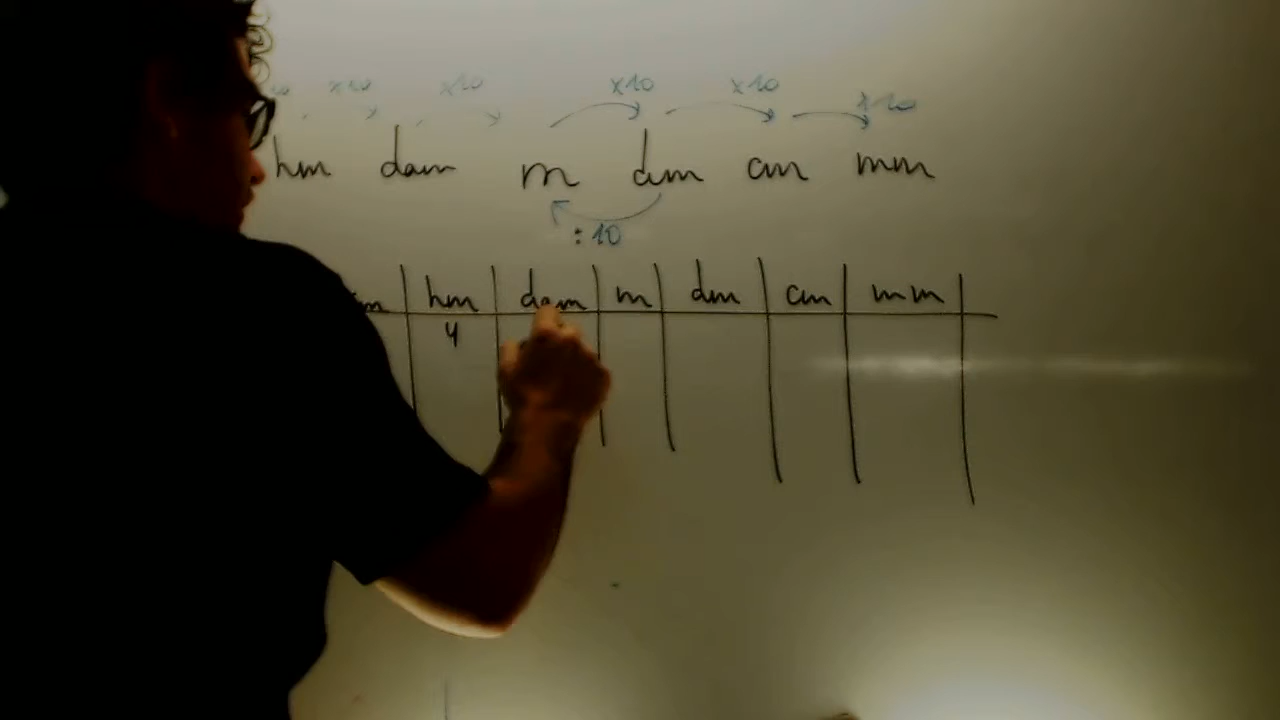 x10 x10 x10 x10 x10
hm dam m dm cm mm
: 10
hm dam m dm cm mm
4